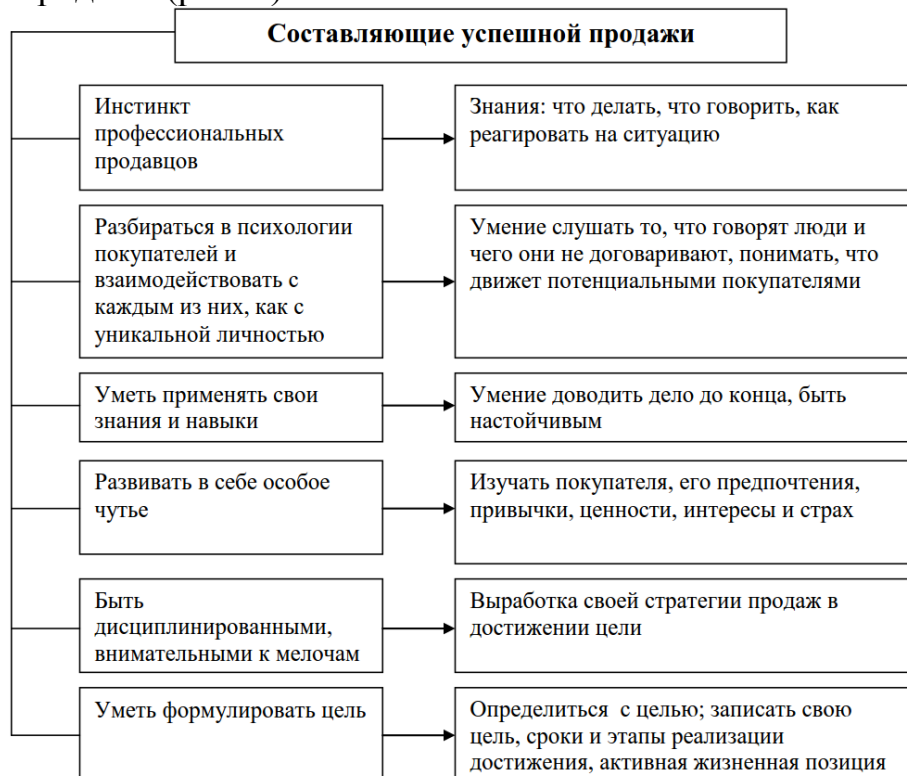 Составляющие успешной продажи
Инстинкт
профессиональных
продавцов
Знания: что делать, что говорить, как
реагировать на ситуацию
Разбираться в психологии
покупателей и
взаимодействовать с
каждым из них, как с
уникальной личностью
Умение слушать то, что говорят люди и
чего они не договаривают, понимать, что
движет потенциальными покупателями
Уметь применять свои
знания и навыки
Умение доводить дело до конца, быть
настойчивым
Развивать в себе особое
чутье
Изучать покупателя, его предпочтения,
привычки, ценности, интересы и страх
Быть
дисциплинированными,
внимательными к мелочам
Выработка своей стратегии продаж в
достижении цели
Уметь формулировать цель
Определиться с целью; записать свою
цель, сроки и этапы реализации
достижения, активная жизненная позиция